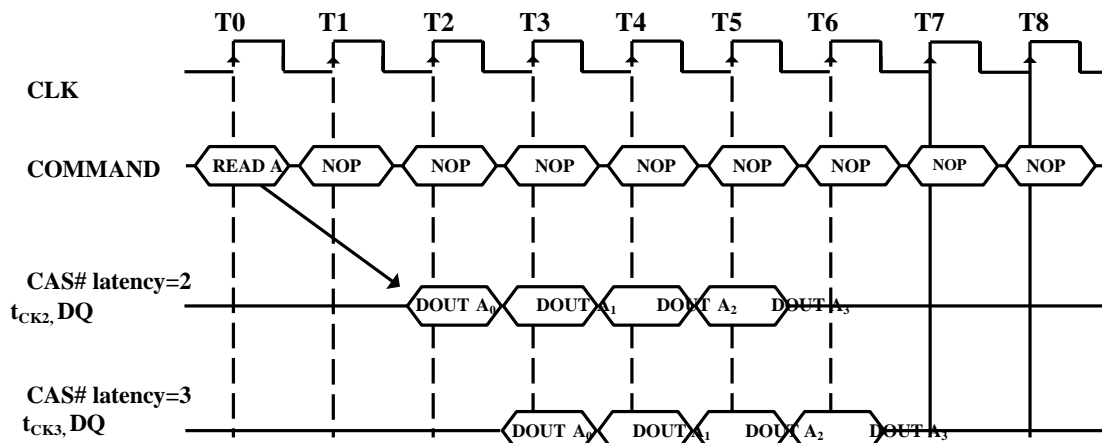 T0 T1 T2 T3 T4 T5 T6 T7 T8
CLK
COMMAND READ A NOP NOP NOP NOP NOP NOP NOP NOP
CAS# latency=2
tCK2, DQ DOUT A0 DOUT A1 DOUT A2 DOUT A3
CAS# latency=3
tCK3, DQ DOUT A0 DOUT A1 DOUT A2 DOUT A3